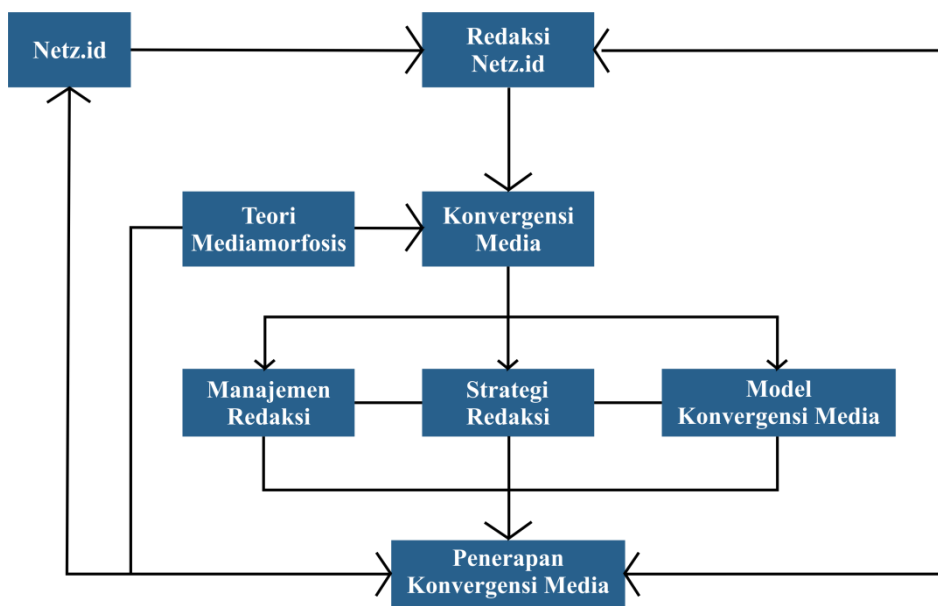 Netz.id
Redaksi
Netz.id
Teori
Mediamorfosis
Konvergensi
Media
Manajemen
Redaksi
Strategi
Redaksi
Model
Konvergensi Media
Penerapan
Konvergensi Media